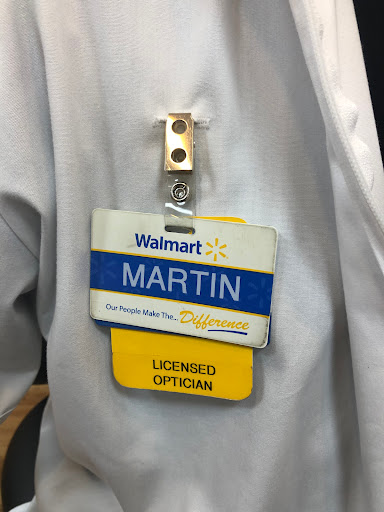 Walmart
MARTIN
Our People Make The... Difference
LICENSED
OPTICIAN